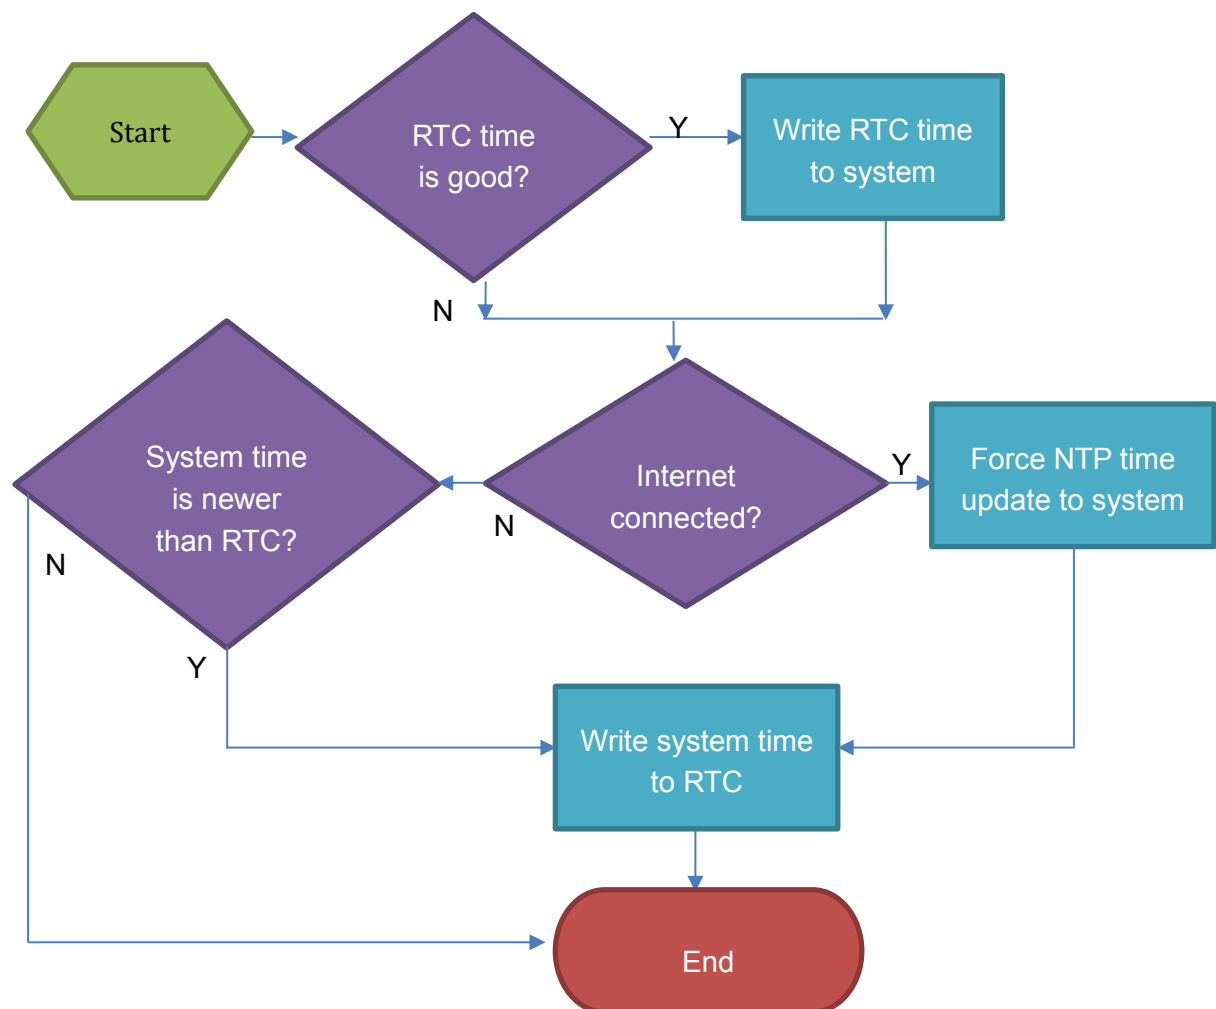 Start
RTC time
is good?
Y
Write RTC time
to system
N
System time
is newer
than RTC?
N
Y
Internet
connected?
N
Y
Force NTP time
update to system
Write system time
to RTC
End